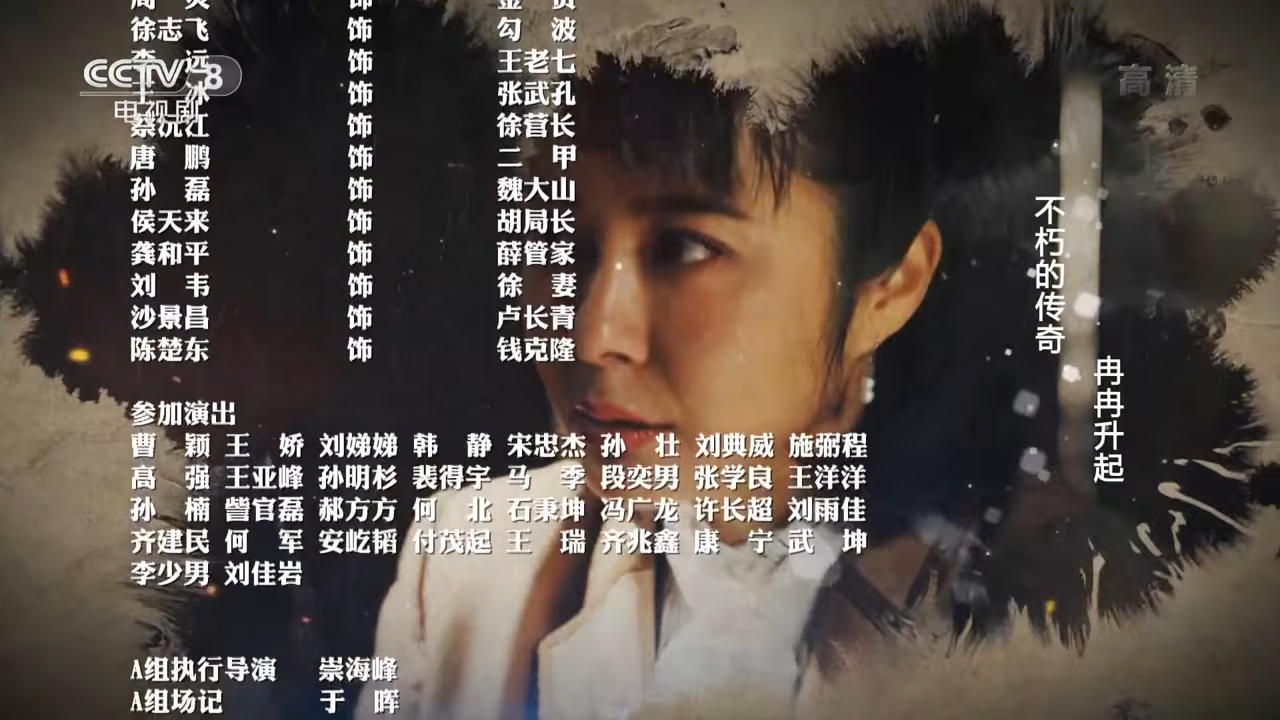 徐志飞 饰 勾 波
李 远 饰 王老七
王 冰 饰 张武孔
蔡沅江 饰 徐营长
唐 鹏 饰 二 甲
孙 磊 饰 魏大山
侯天来 饰 胡局长
龚和平 饰 薛管家
刘 韦 饰 徐 妻
沙景昌 饰 卢长青
陈楚东 饰 钱克隆
参加演出
曹 颖 王 娇 刘娣娣 韩 静 宋忠杰 孙 壮 刘典威 施弼程
高 强 王亚峰 孙明杉 裴得宇 马 季 段奕男 张学良 王洋洋
孙 楠 訾官磊 郝方方 何 北 石秉坤 冯广龙 许长超 刘雨佳
齐建民 何 军 安屹韬 付茂起 王 瑞 齐兆鑫 康 宁 武 坤
李少男 刘佳岩
A组执行导演 崇海峰
A组场记 于 晖
CCTV 8
电视剧
高清
不朽的传奇
冉冉升起